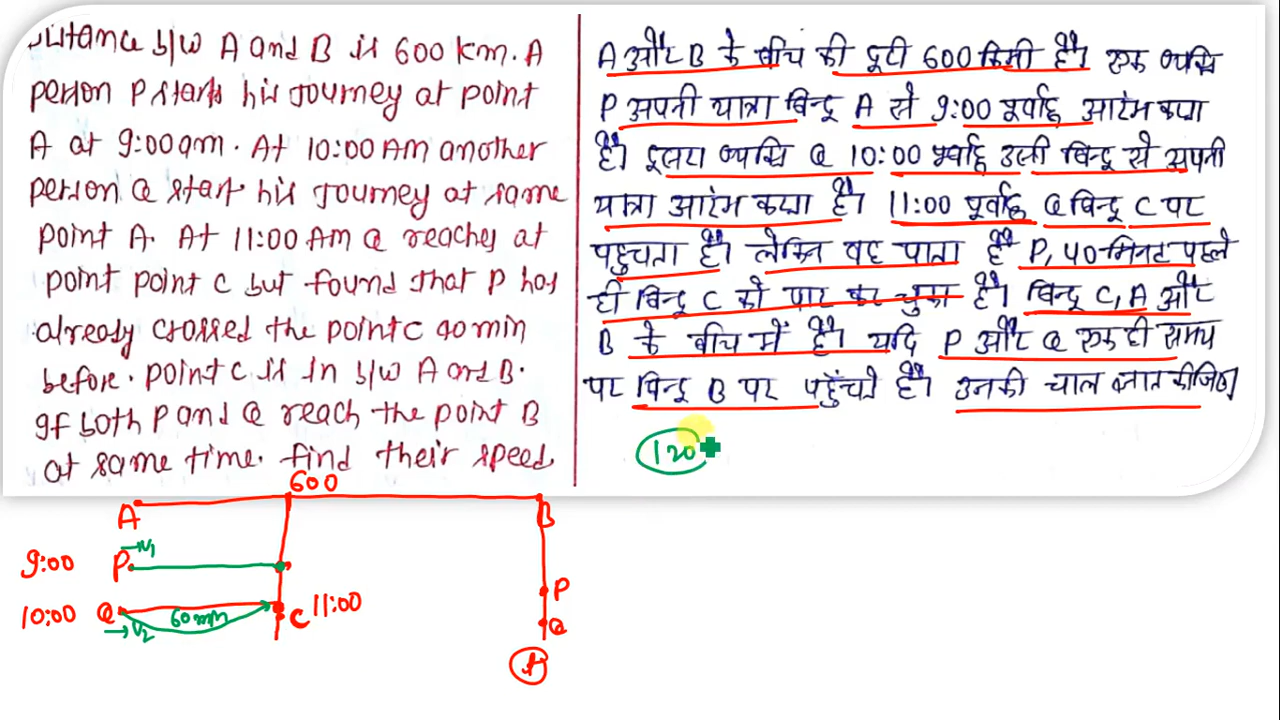 Distance b/w A and B is 600 km. A
person P starts his Journey at point
A at 9:00am. At 10:00 AM another
person Q start his Journey at same
point A. At 11:00 Am Q reaches at
point point C but found that P has
already crossed the point C 40 min
before. point C is in b/w A and B.
If both P and Q reach the point B
at same time. find their speed.
A और B के बीच की दूरी 600 किमी है। एक व्यक्ति
P अपनी यात्रा बिन्दू A से 9:00 पूर्वाह्न आरंभ करता
है। दूसरा व्यक्ति Q 10:00 पूर्वाह्न उसी बिन्दू से अपनी
यात्रा आरंभ करता है। 11:00 पूर्वाह्न Q बिन्दू C पर
पहुचता है। लेकिन वह पाता है P, 40 मिनट पहले
ही बिन्दू C को पार कर चुका है। बिन्दू C, A और
B के बीच में है। यदि P और Q एक ही समय
पर बिन्दू B पर पहुँचते है। उनकी चाल ज्ञात कीजिए।
120
600
A
B
9:00 P V1
P
10:00 Q 60 min C 11:00
V2
Q
t